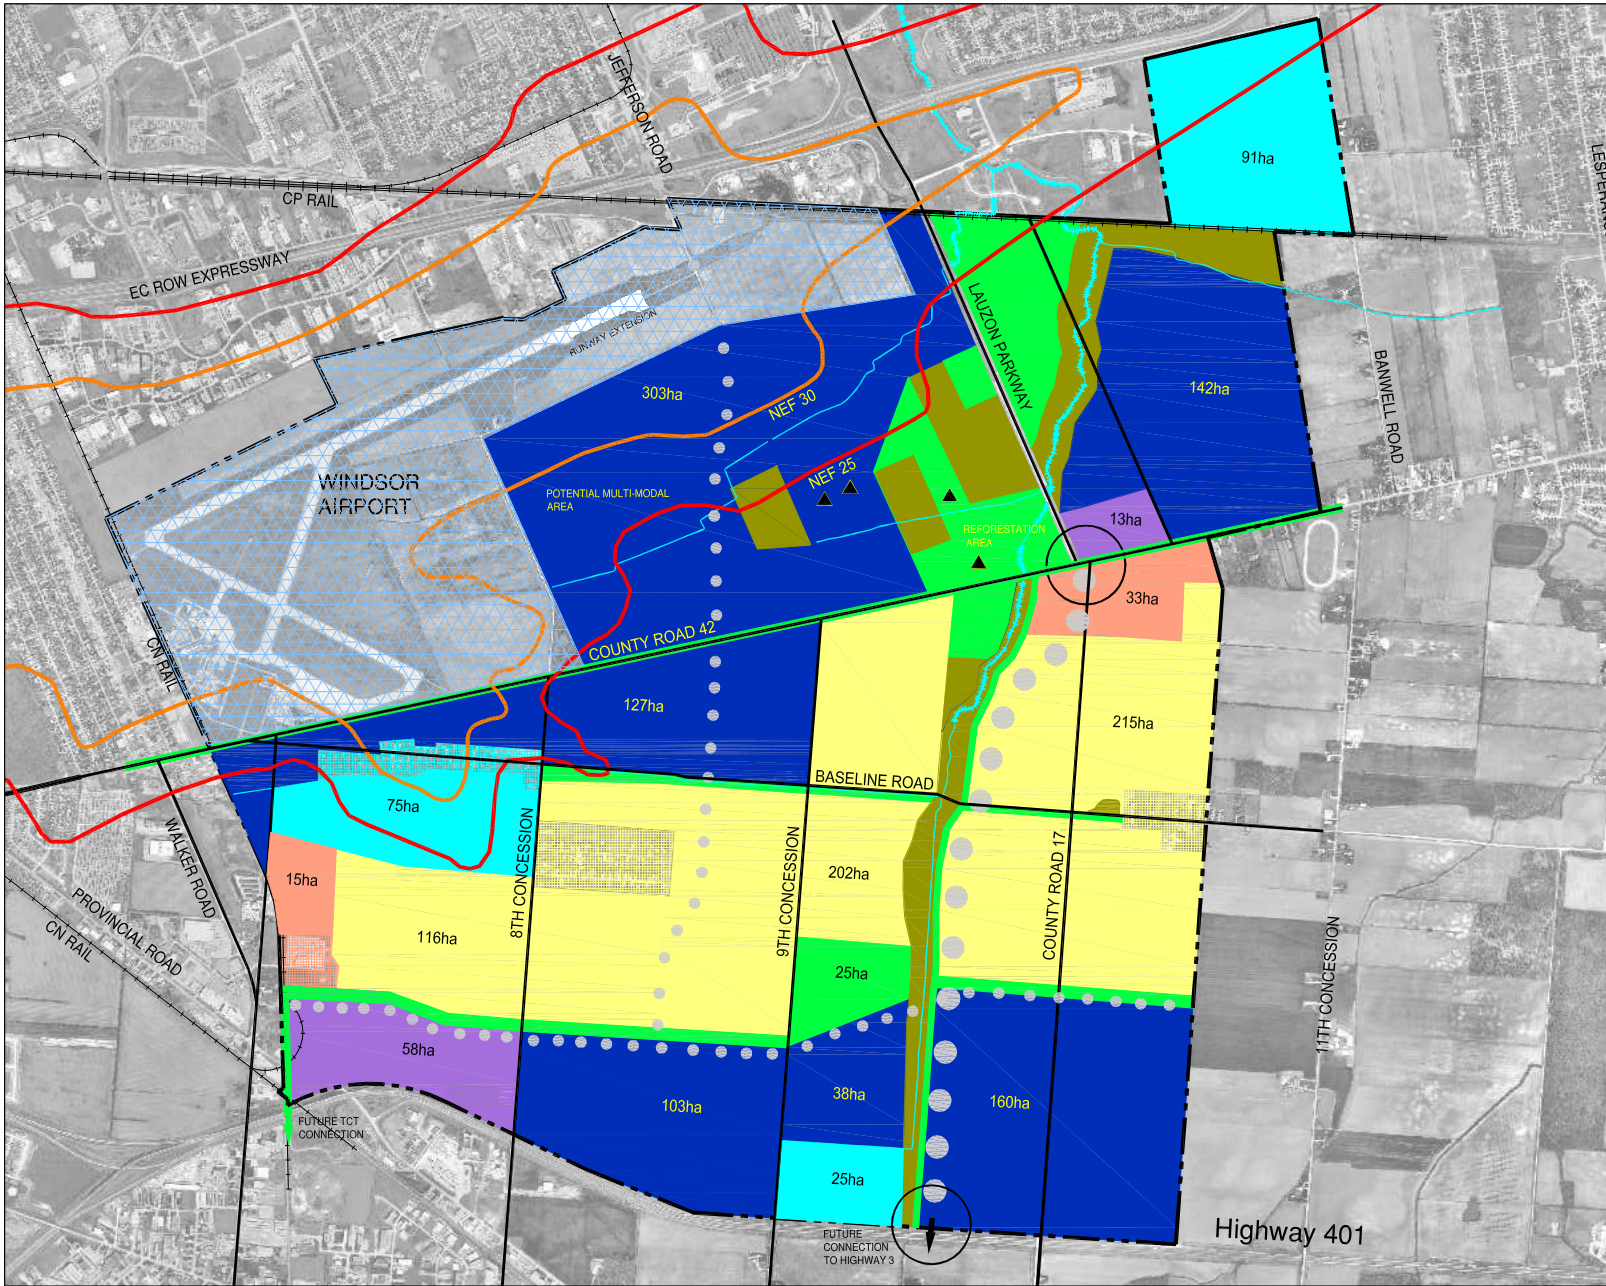 JEFFERSON ROAD
91ha
LESPERAN
CP RAIL
EC ROW EXPRESSWAY
RUNWAY EXTENSION
LAUZON PARKWAY
BANWELL ROAD
303ha
NEF 30
142ha
WINDSOR
AIRPORT
POTENTIAL MULTI-MODAL
AREA
NEF 25
REFORESTATION
AREA
13ha
33ha
CN RAIL
COUNTY ROAD 42
127ha
215ha
BASELINE ROAD
75ha
WALKER ROAD
8TH CONCESSION
9TH CONCESSION
202ha
COUNTY ROAD 17
15ha
116ha
PROVINCIAL ROAD
CN RAIL
25ha
11TH CONCESSION
58ha
103ha
38ha
160ha
FUTURE TCT
CONNECTION
25ha
FUTURE
CONNECTION
TO HIGHWAY 3
Highway 401